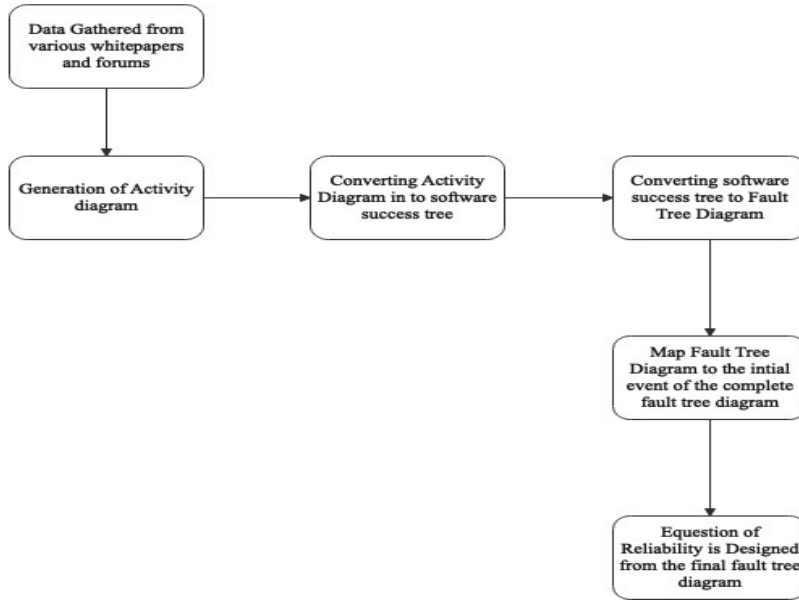 Data Gathered from
various whitepapers
and forums
Generation of Activity
diagram
Converting Activity
Diagram in to software
success tree
Converting software
success tree to Fault
Tree Diagram
Map Fault Tree
Diagram to the intial
event of the complete
fault tree diagram
Equestion of
Reliability is Designed
from the final fault tree
diagram